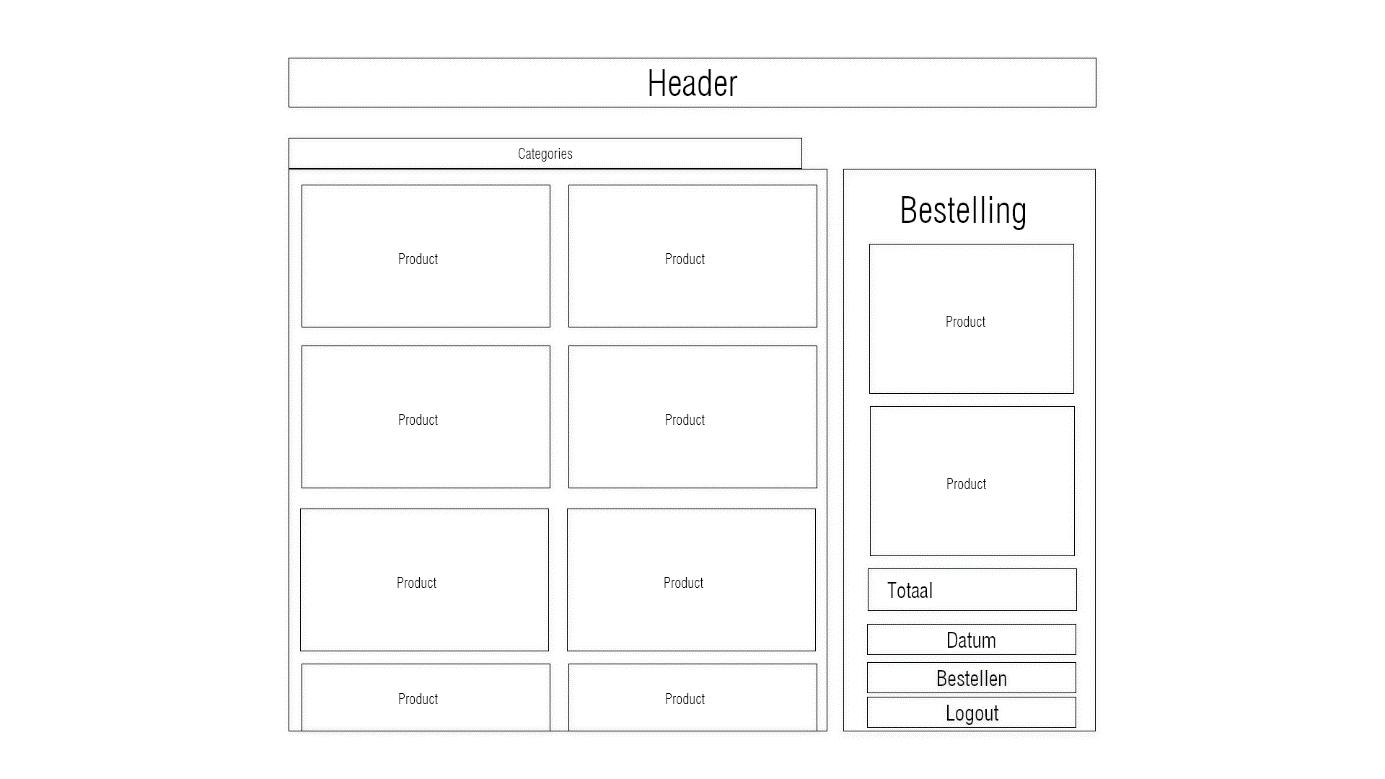 Header
Categories
Product
Product
Product
Product
Product
Product
Product
Product
Bestelling
Product
Product
Totaal
Datum
Bestellen
Logout